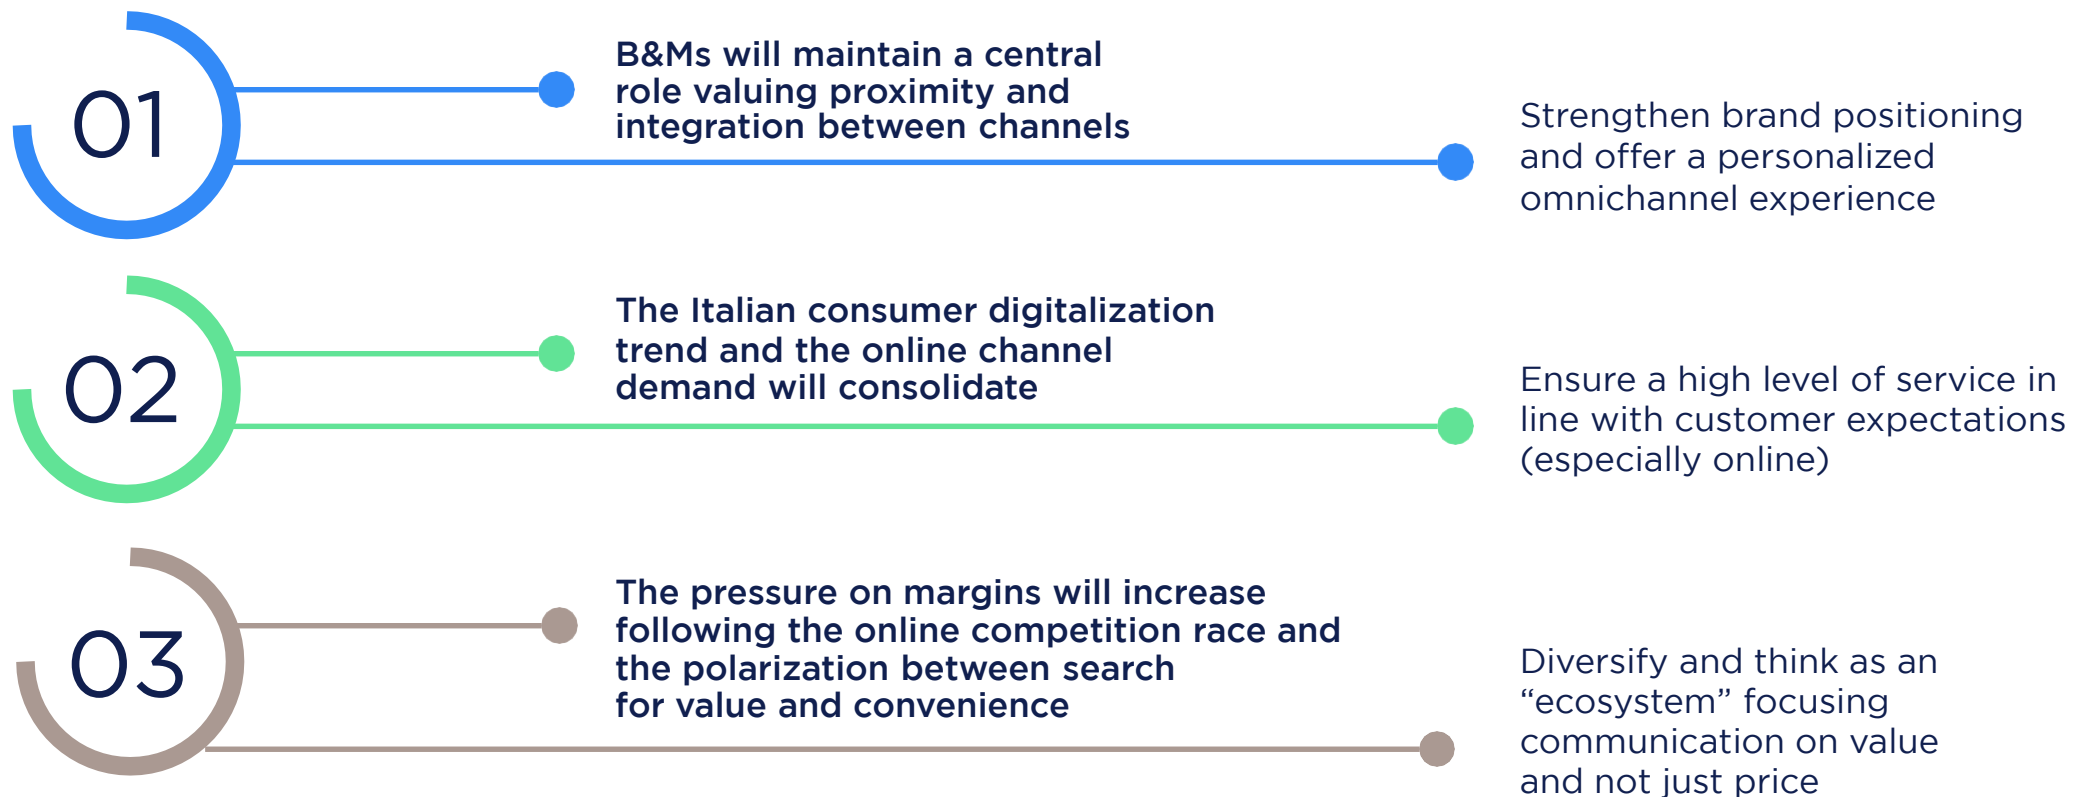 01
B&Ms will maintain a central
role valuing proximity and
integration between channels
Strengthen brand positioning
and offer a personalized
omnichannel experience
02
The Italian consumer digitalization
trend and the online channel
demand will consolidate
Ensure a high level of service in
line with customer expectations
(especially online)
03
The pressure on margins will increase
following the online competition race and
the polarization between search
for value and convenience
Diversify and think as an
“ecosystem” focusing
communication on value
and not just price